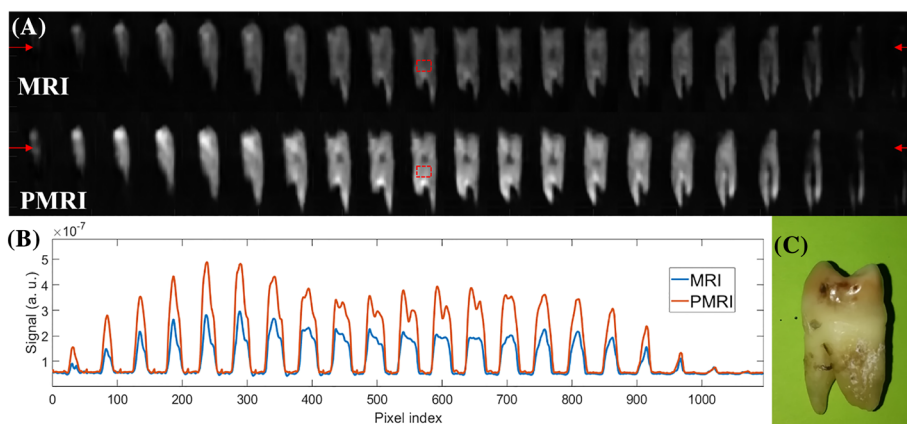 (A)
MRI
PMRI
(B)
×10⁻⁷
5
4
3
2
1
Signal (a. u.)
MRI
PMRI
0 100 200 300 400 500 600 700 800 900 1000
Pixel index
(C)